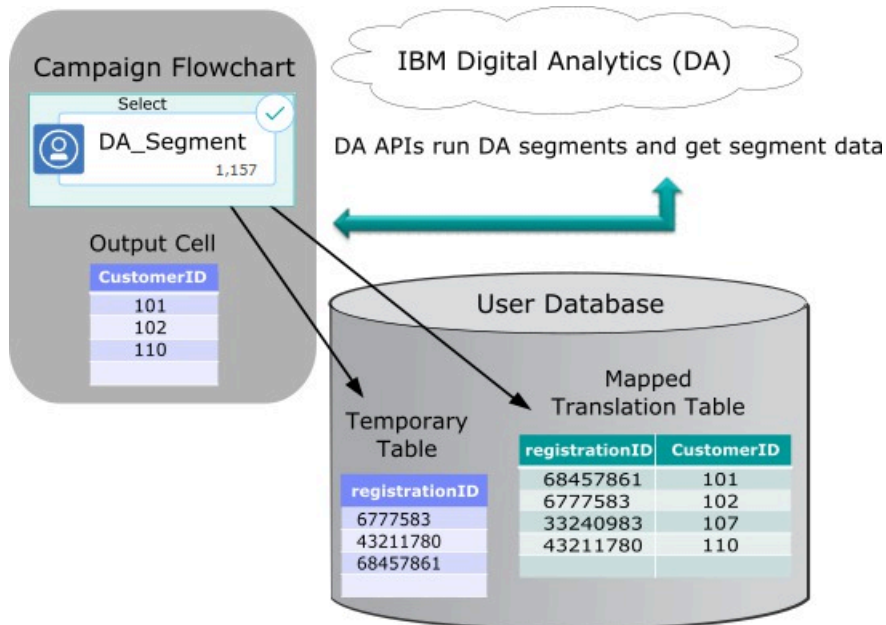 Campaign Flowchart
Select
DA_Segment
1,157
Output Cell
CustomerID
101
102
110
IBM Digital Analytics (DA)
DA APIs run DA segments and get segment data
User Database
Temporary
Table
registrationID
6777583
43211780
68457861
Mapped
Translation Table
registrationID CustomerID
68457861 101
6777583 102
33240983 107
43211780 110